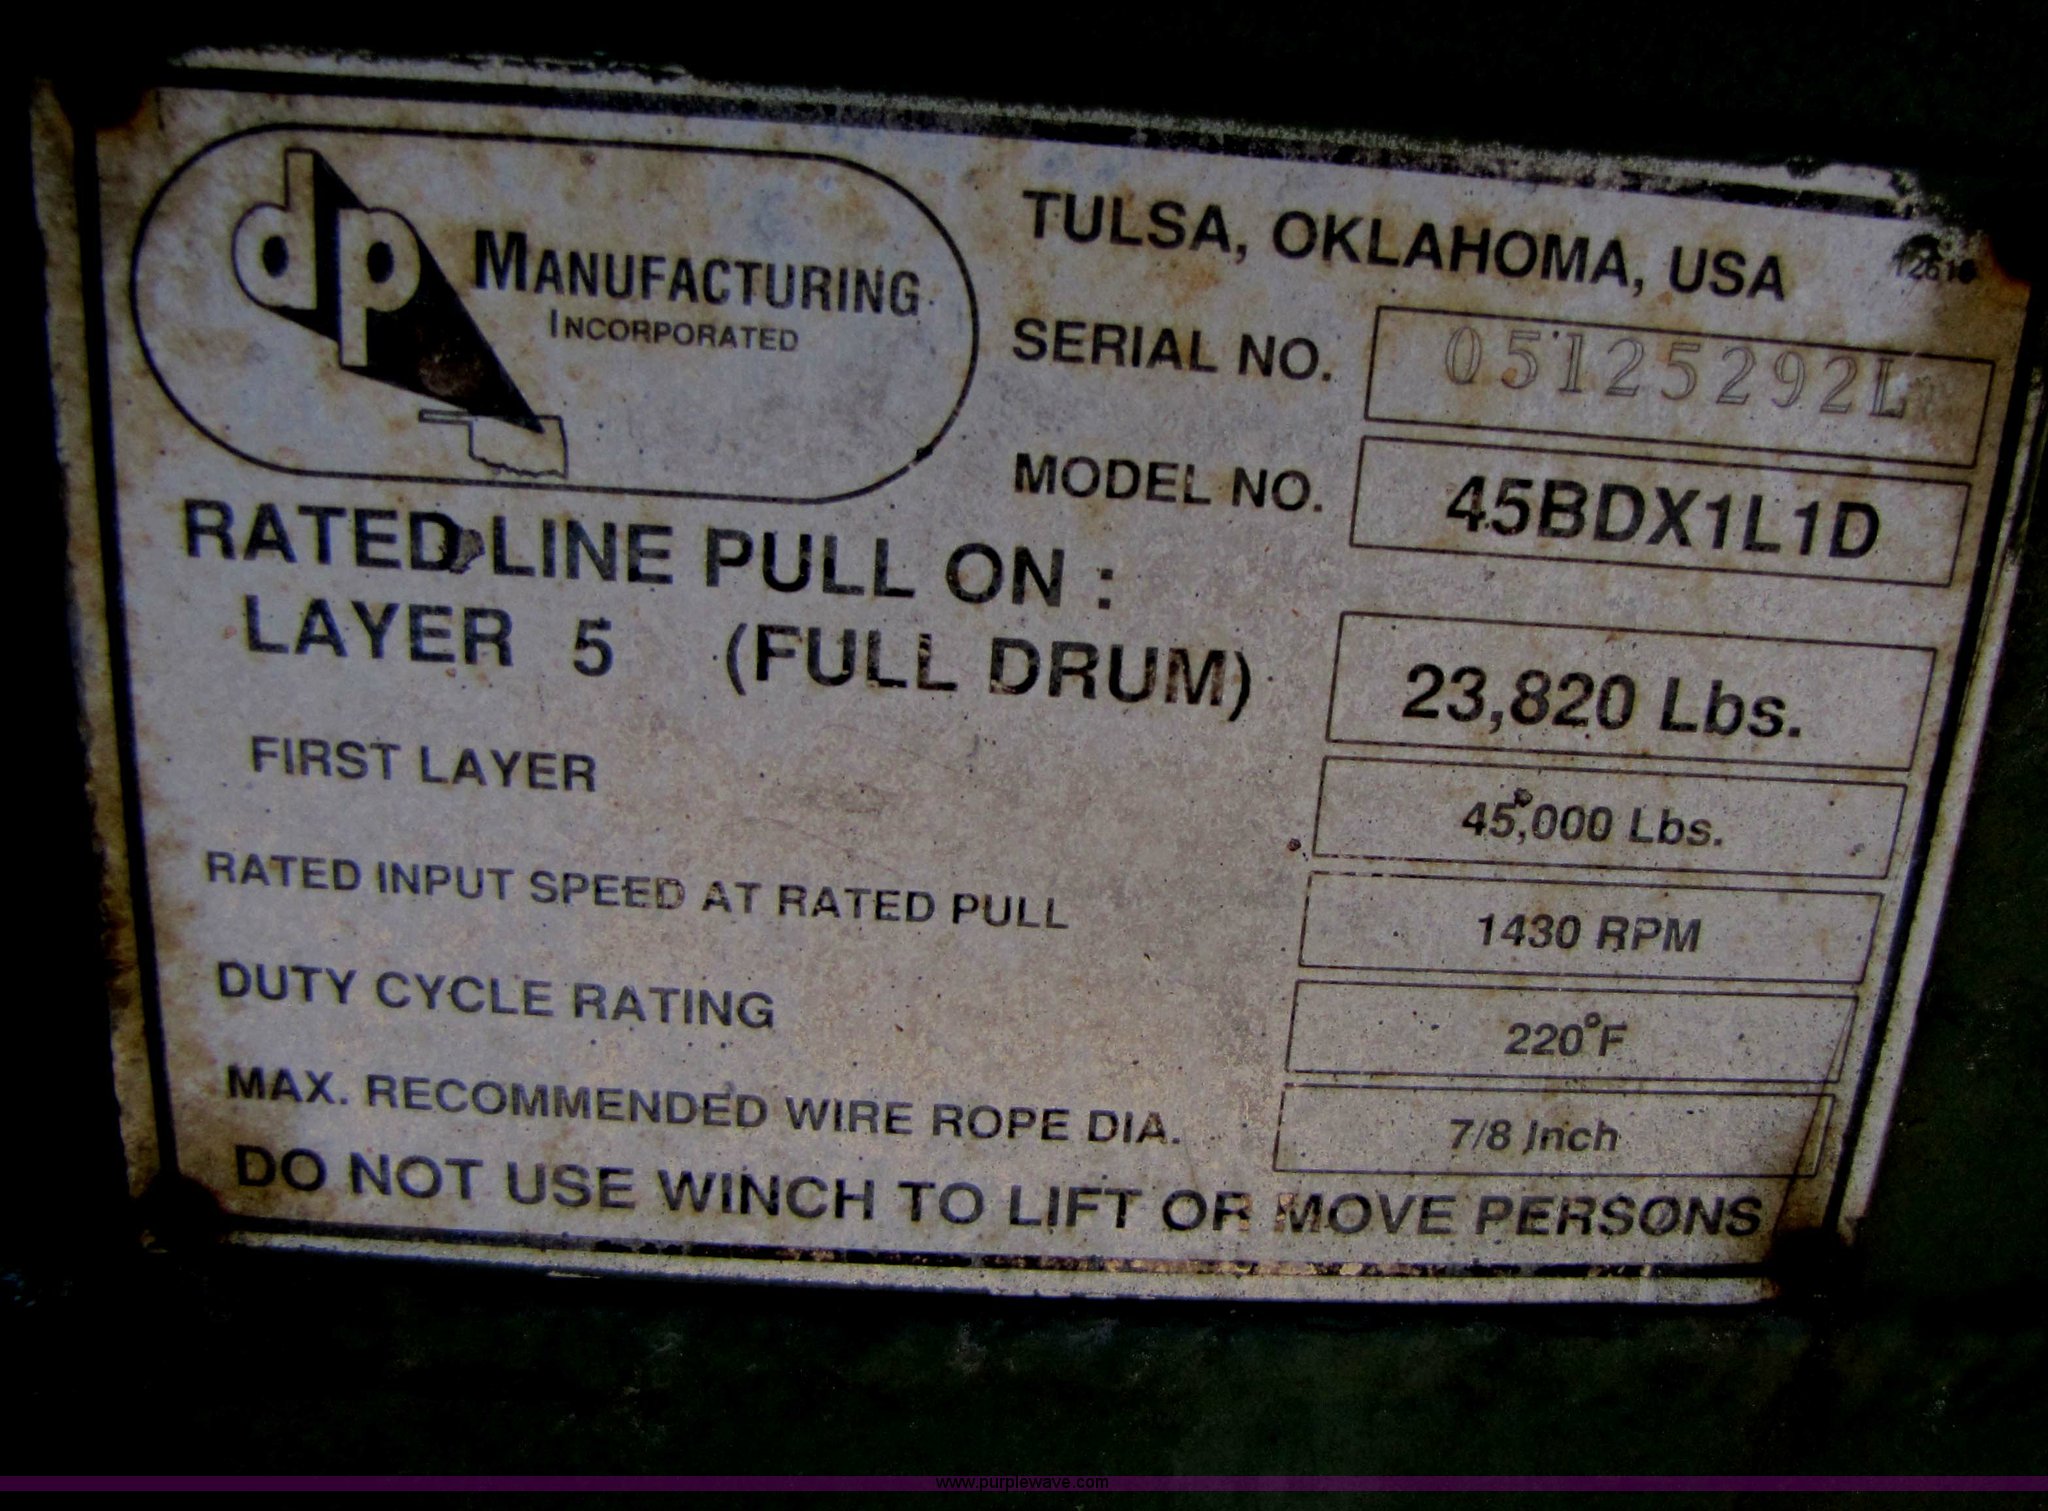 dp MANUFACTURING
INCORPORATED
TULSA, OKLAHOMA, USA
SERIAL NO. 05125292L
MODEL NO. 45BDX1L1D
RATED LINE PULL ON :
LAYER 5 (FULL DRUM) 23,820 Lbs.
FIRST LAYER 45,000 Lbs.
RATED INPUT SPEED AT RATED PULL 1430 RPM
DUTY CYCLE RATING 220°F
MAX. RECOMMENDED WIRE ROPE DIA. 7/8 Inch
DO NOT USE WINCH TO LIFT OR MOVE PERSONS
www.purplewave.com